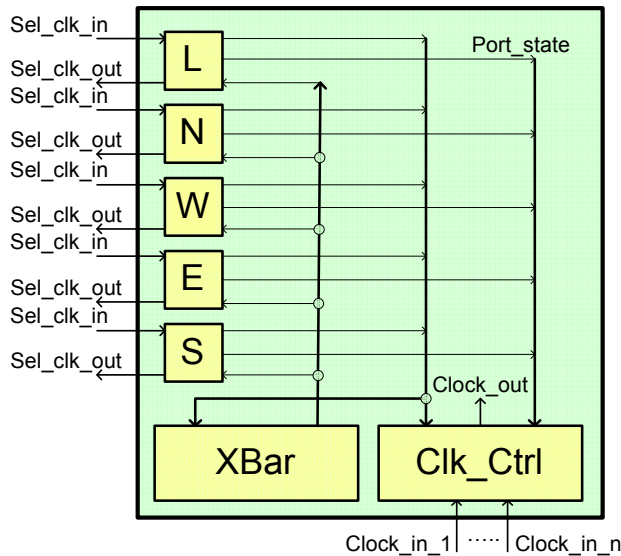 Sel_clk_in
L
Port_state
Sel_clk_out
Sel_clk_in
N
Sel_clk_out
Sel_clk_in
W
Sel_clk_out
Sel_clk_in
E
Sel_clk_out
Sel_clk_in
S
Sel_clk_out
Clock_out
XBar
Clk_Ctrl
Clock_in_1 ..... Clock_in_n